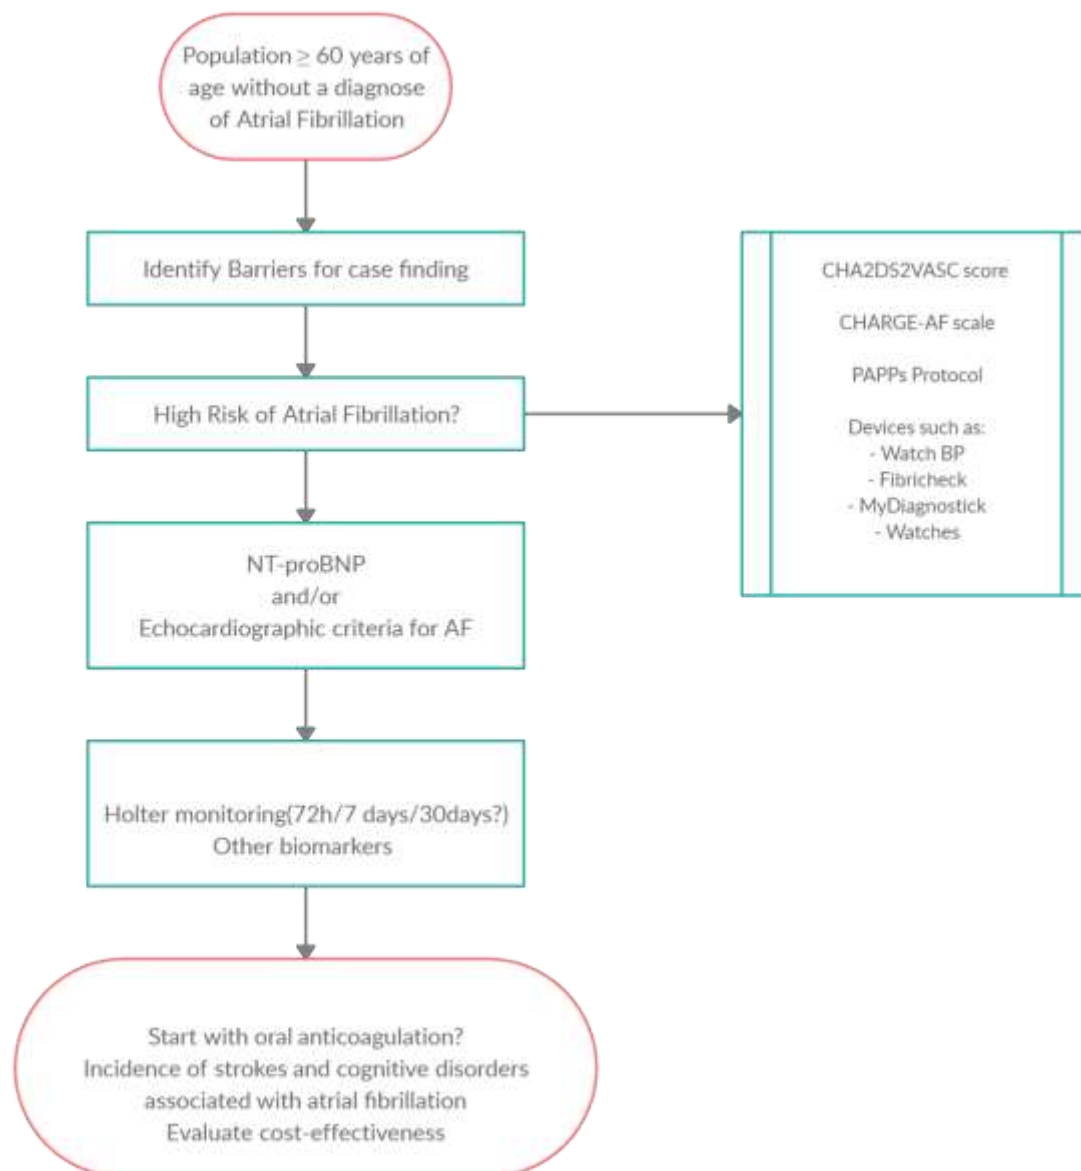 Population ≥ 60 years of
age without a diagnose
of Atrial Fibrillation
Identify Barriers for case finding
High Risk of Atrial Fibrillation?
CHA2DS2VASC score
CHARGE-AF scale
PAPPs Protocol
Devices such as:
- Watch BP
- Fibricheck
- MyDiagnostick
- Watches
NT-proBNP
and/or
Echocardiographic criteria for AF
Holter monitoring(72h/7 days/30days?)
Other biomarkers
Start with oral anticoagulation?
Incidence of strokes and cognitive disorders
associated with atrial fibrillation
Evaluate cost-effectiveness